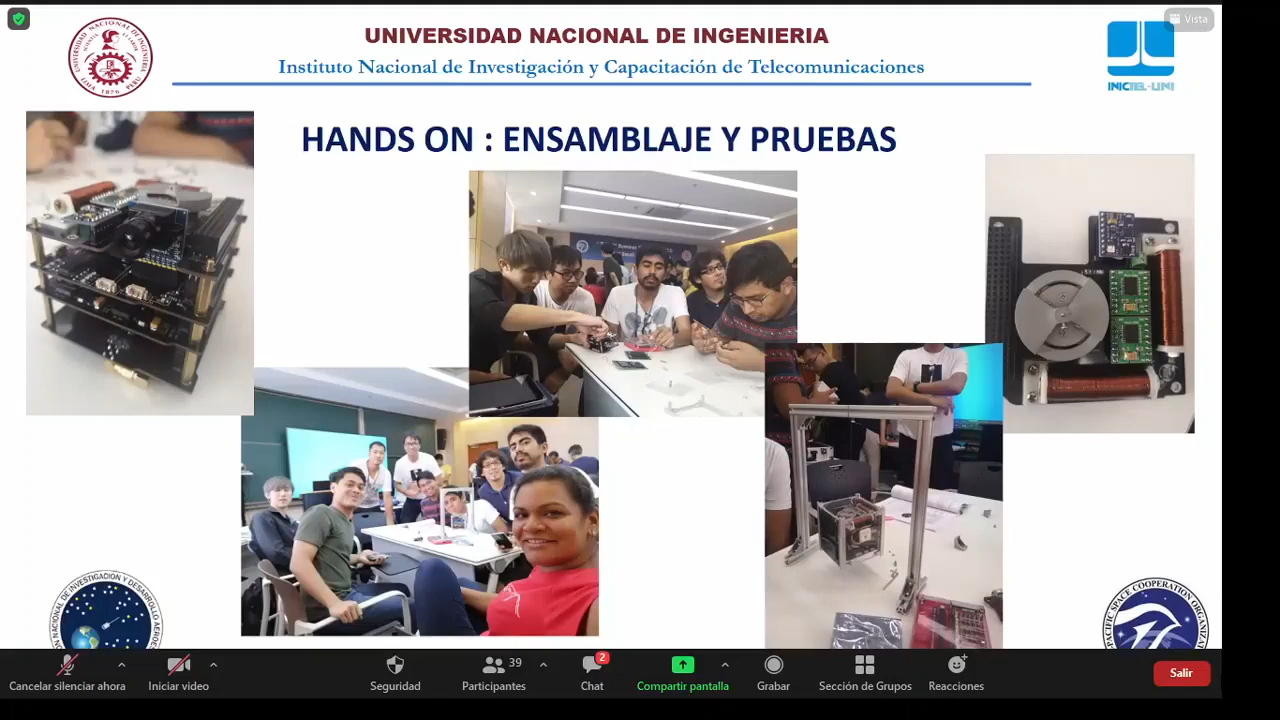 Vista
UNIVERSIDAD NACIONAL DE INGENIERIA
Instituto Nacional de Investigación y Capacitación de Telecomunicaciones
INICTEL-UNI
HANDS ON : ENSAMBLAJE Y PRUEBAS
39
2
Cancelar silenciar ahora
Iniciar video
Seguridad
Participantes
Chat
Compartir pantalla
Grabar
Sección de Grupos
Reacciones
Salir